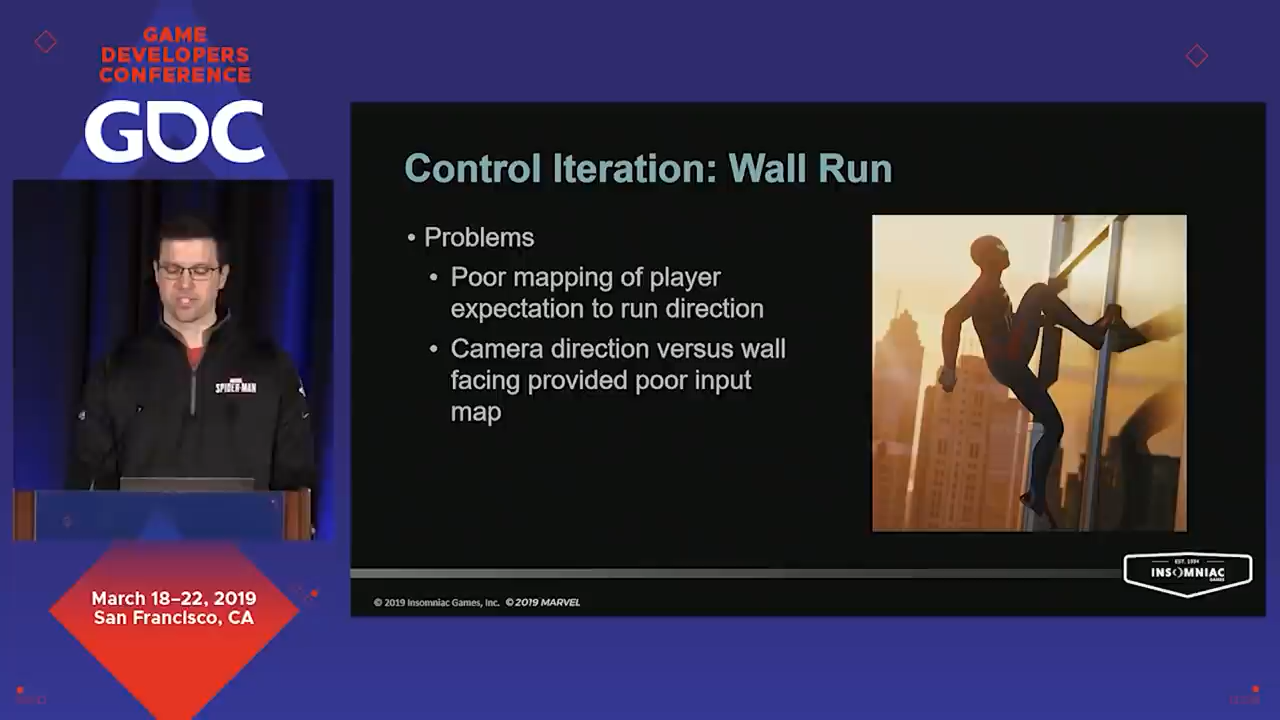 GAME
DEVELOPERS
CONFERENCE
GDC
SPIDER-MAN
Control Iteration: Wall Run
• Problems
• Poor mapping of player
expectation to run direction
• Camera direction versus wall
facing provided poor input
map
EST. 1994
INSOMNIAC
GAMES
© 2019 Insomniac Games, Inc. © 2019 MARVEL
March 18–22, 2019
San Francisco, CA